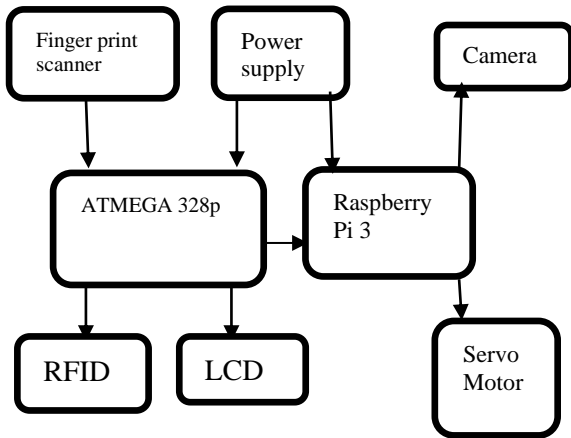 Finger print
scanner
Power
supply
Camera
ATMEGA 328p
Raspberry
Pi 3
RFID
LCD
Servo
Motor